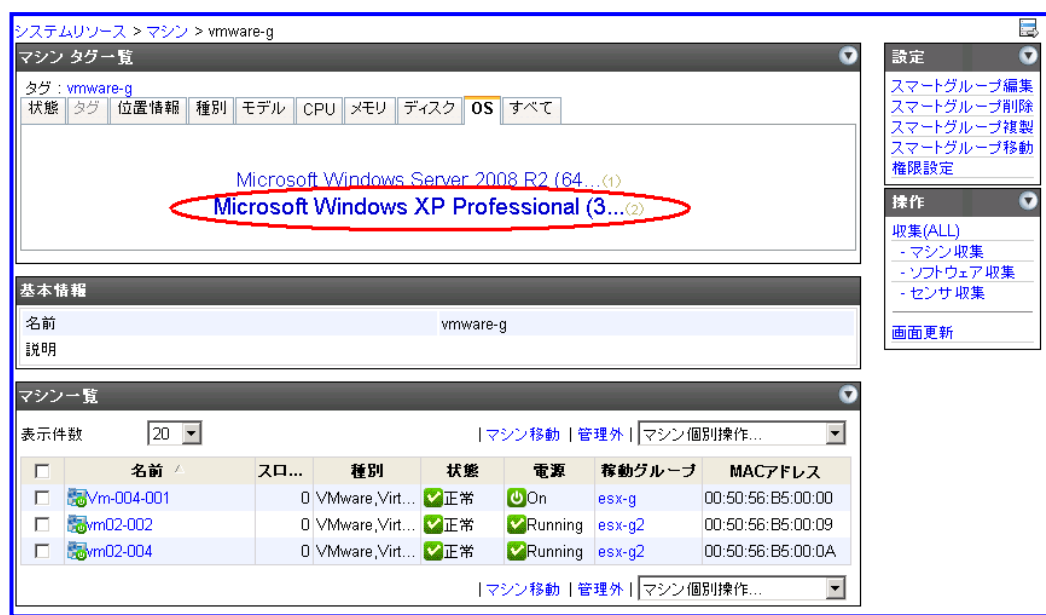 システムリソース > マシン > vmware-g
マシン タグ一覧
タグ : vmware-g
状態 タグ 位置情報 種別 モデル CPU メモリ ディスク OS すべて
Microsoft Windows Server 2008 R2 (64...(1)
Microsoft Windows XP Professional (3...(2)
基本情報
名前 vmware-g
説明
マシン一覧
表示件数 20 |マシン移動 |管理外| マシン個別操作...
名前 スロ... 種別 状態 電源 稼動グループ MACアドレス
Vm-004-001 0 VMware,Virt... 正常 On esx-g 00:50:56:B5:00:00
vm02-002 0 VMware,Virt... 正常 Running esx-g2 00:50:56:B5:00:09
vm02-004 0 VMware,Virt... 正常 Running esx-g2 00:50:56:B5:00:0A
|マシン移動 |管理外| マシン個別操作...
設定
スマートグループ編集
スマートグループ削除
スマートグループ複製
スマートグループ移動
権限設定
操作
収集(ALL)
- マシン収集
- ソフトウェア収集
- センサ収集
画面更新